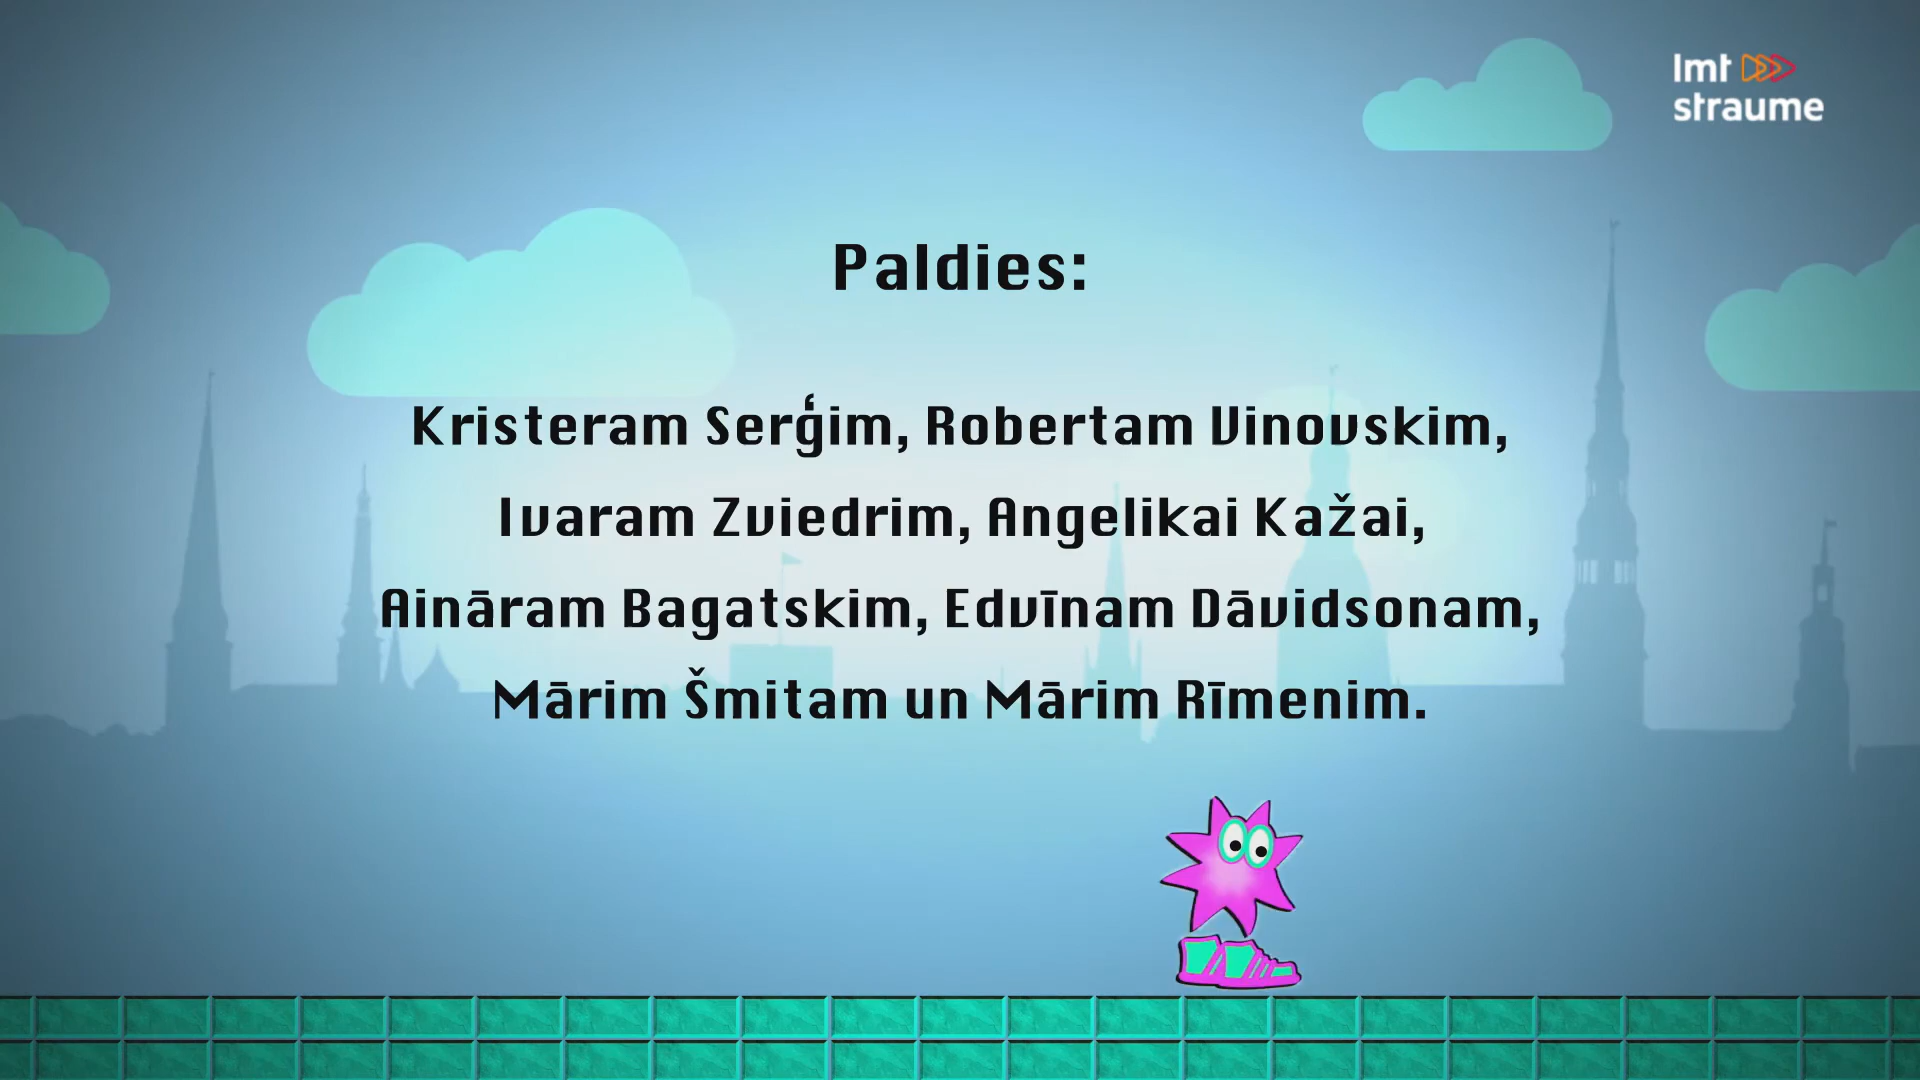 lmt
straume
Paldies:
Kristeram Serģim, Robertam Vinovskim,
Ivaram Zviedrim, Angelikai Kažai,
Aināram Bagatskim, Edvīnam Dāvidsonam,
Mārim Šmitam un Mārim Rīmenim.